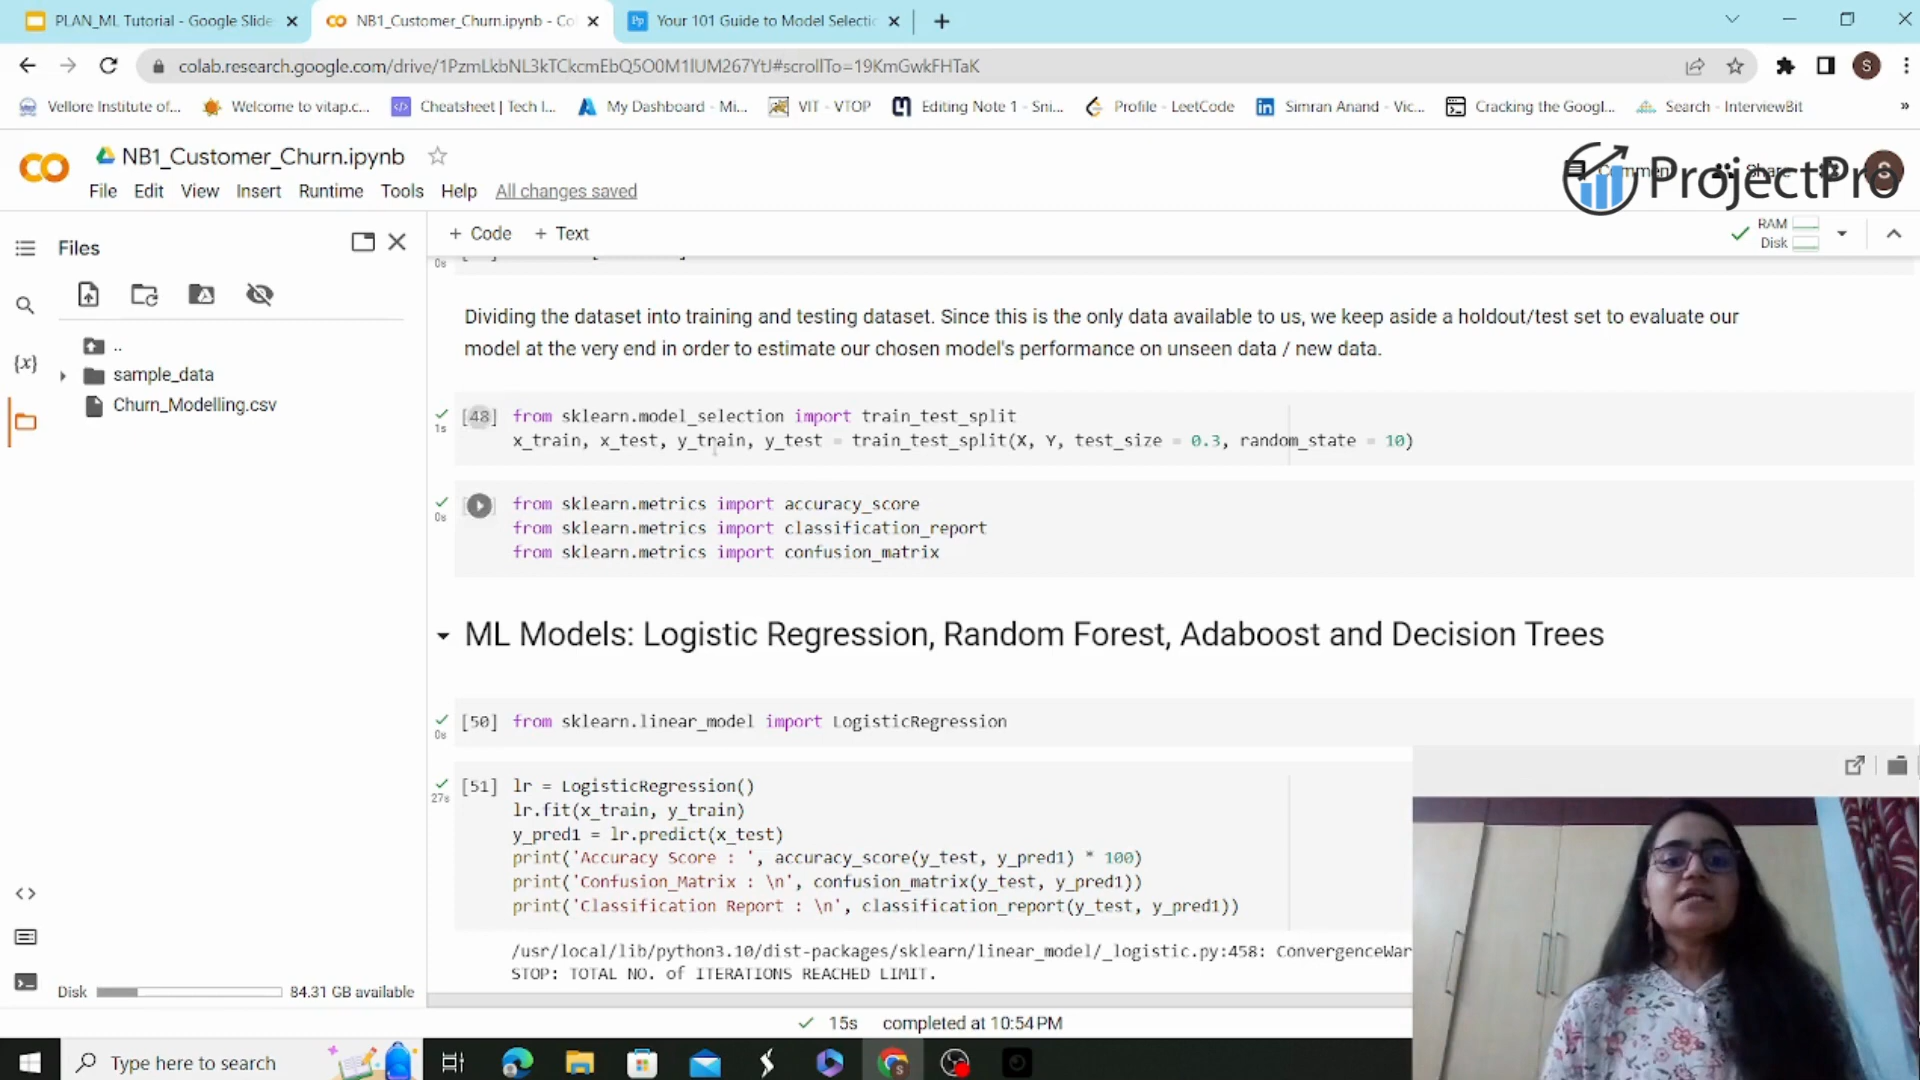 PLAN_ML Tutorial - Google Slide
NB1_Customer_Churn.ipynb - Co
Your 101 Guide to Model Selectic
colab.research.google.com/drive/1PzmLkbNL3kTCkcmEbQ5O0M1lUM267YtJ#scrollTo=19KmGwkFHTaK
S
Vellore Institute of...
Welcome to vitap.c...
Cheatsheet | Tech I...
My Dashboard - Mi...
VIT - VTOP
Editing Note 1 - Sni...
Profile - LeetCode
Simran Anand - Vic...
Cracking the Googl...
Search - InterviewBit
»
NB1_Customer_Churn.ipynb
ProjectPro
File Edit View Insert Runtime Tools Help All changes saved
Files
+ Code + Text
RAM
Disk
0s
..
sample_data
Churn_Modelling.csv
Dividing the dataset into training and testing dataset. Since this is the only data available to us, we keep aside a holdout/test set to evaluate our
model at the very end in order to estimate our chosen model's performance on unseen data / new data.
[48] from sklearn.model_selection import train_test_split
1s
x_train, x_test, y_train, y_test = train_test_split(X, Y, test_size = 0.3, random_state = 10)
from sklearn.metrics import accuracy_score
0s
from sklearn.metrics import classification_report
from sklearn.metrics import confusion_matrix
ML Models: Logistic Regression, Random Forest, Adaboost and Decision Trees
[50] from sklearn.linear_model import LogisticRegression
0s
[51] lr = LogisticRegression()
27s
lr.fit(x_train, y_train)
y_pred1 = lr.predict(x_test)
print('Accuracy Score : ', accuracy_score(y_test, y_pred1) * 100)
print('Confusion_Matrix : \n', confusion_matrix(y_test, y_pred1))
print('Classification Report : \n', classification_report(y_test, y_pred1))
/usr/local/lib/python3.10/dist-packages/sklearn/linear_model/_logistic.py:458: ConvergenceWar
STOP: TOTAL NO. of ITERATIONS REACHED LIMIT.
Disk 84.31 GB available
15s completed at 10:54 PM
Type here to search